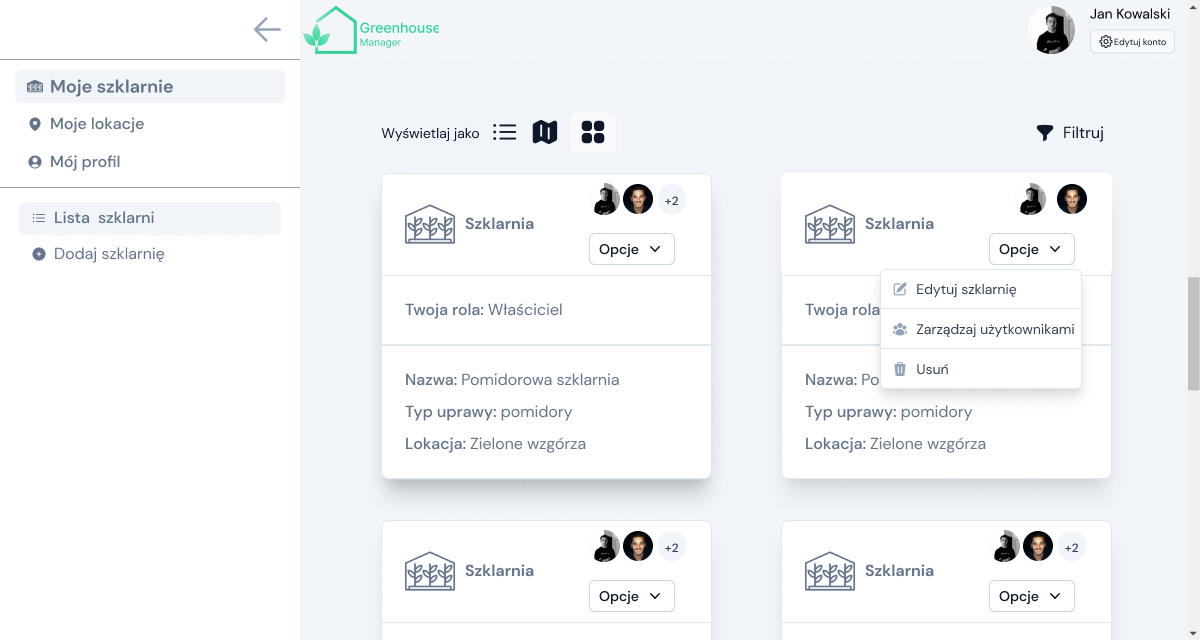 Greenhouse
Manager
Jan Kowalski
Edytuj konto
Moje szklarnie
Moje lokacje
Mój profil
Lista szklarni
Dodaj szklarnię
Wyświetlaj jako
Filtruj
Szklarnia
+2
Opcje
Twoja rola: Właściciel
Nazwa: Pomidorowa szklarnia
Typ uprawy: pomidory
Lokacja: Zielone wzgórza
Szklarnia
Opcje
Edytuj szklarnię
Zarządzaj użytkownikami
Usuń
Twoja rola
Nazwa: Po
Typ uprawy: pomidory
Lokacja: Zielone wzgórza
Szklarnia
+2
Opcje
Szklarnia
+2
Opcje